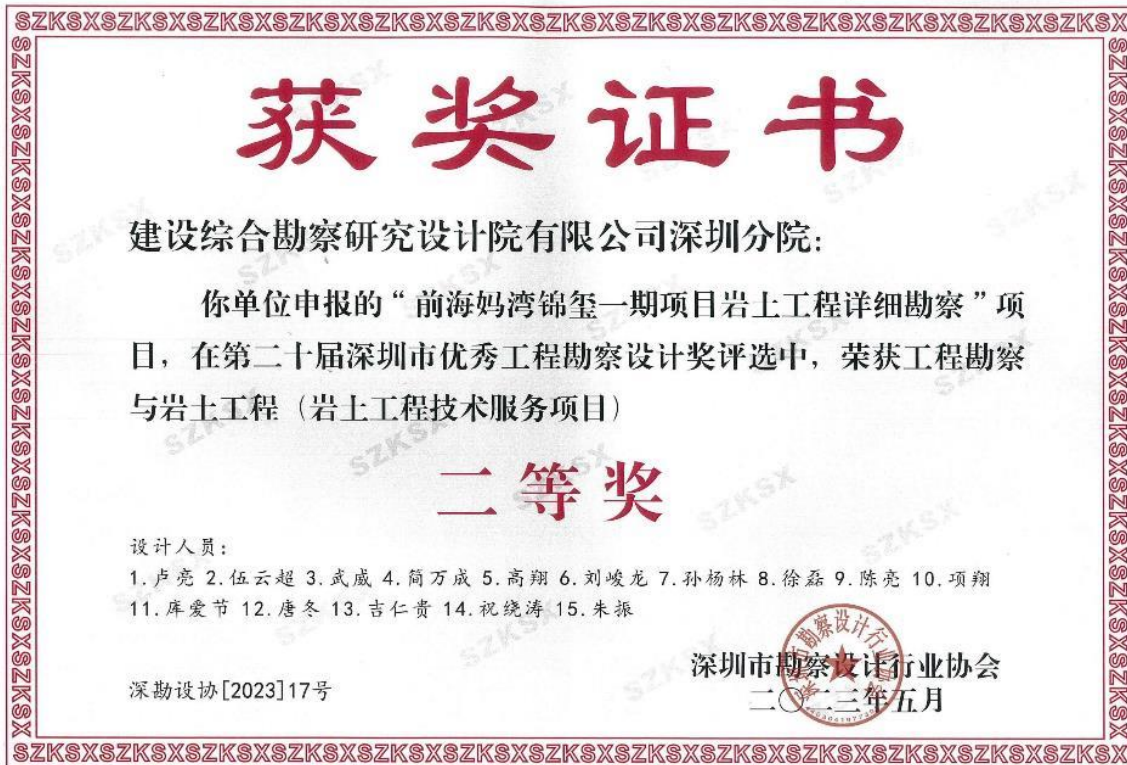 SZKSXSZKSXSZKSXSZKSXSZKSXSZKSXSZKSXSZKSXSZKSXSZKSX
获奖证书
建设综合勘察研究设计院有限公司深圳分院:
你单位申报的“前海妈湾锦玺一期项目岩土工程详细勘察”项
目，在第二十届深圳市优秀工程勘察设计奖评选中，荣获工程勘察
与岩土工程（岩土工程技术服务项目）
二等奖
设计人员:
1.卢亮 2.伍云超 3.武威 4.简万成 5.高翔 6.刘峻龙 7.孙杨林 8.徐磊 9.陈亮 10.项翔
11.库爱节 12.唐冬 13.吉仁贵 14.祝绕涛 15.朱振
深圳市勘察设计行业协会
二〇二三年五月
深勘设协[2023]17号